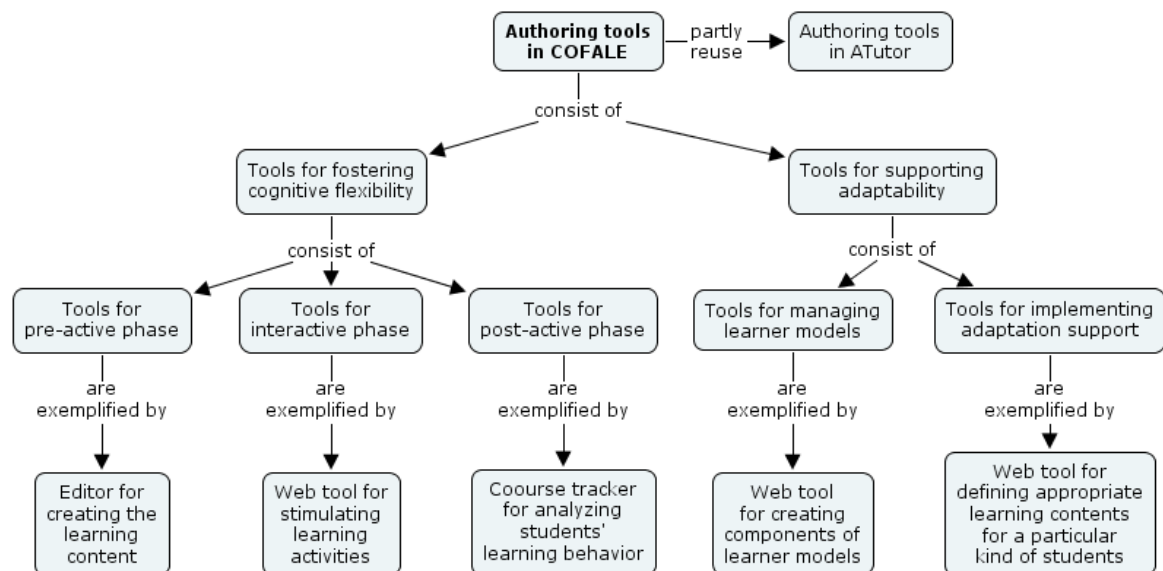 Authoring tools
in COFALE
partly
reuse
Authoring tools
in ATutor
consist of
Tools for fostering
cognitive flexibility
Tools for supporting
adaptability
consist of
consist of
Tools for
pre-active phase
Tools for
interactive phase
Tools for
post-active phase
Tools for managing
learner models
Tools for implementing
adaptation support
are
exemplified by
are
exemplified by
are
exemplified by
are
exemplified by
are
exemplified by
Editor for
creating the
learning
content
Web tool for
stimulating
learning
activities
Coourse tracker
for analyzing
students'
learning behavior
Web tool
for creating
components of
learner models
Web tool for
defining appropriate
learning contents
for a particular
kind of students